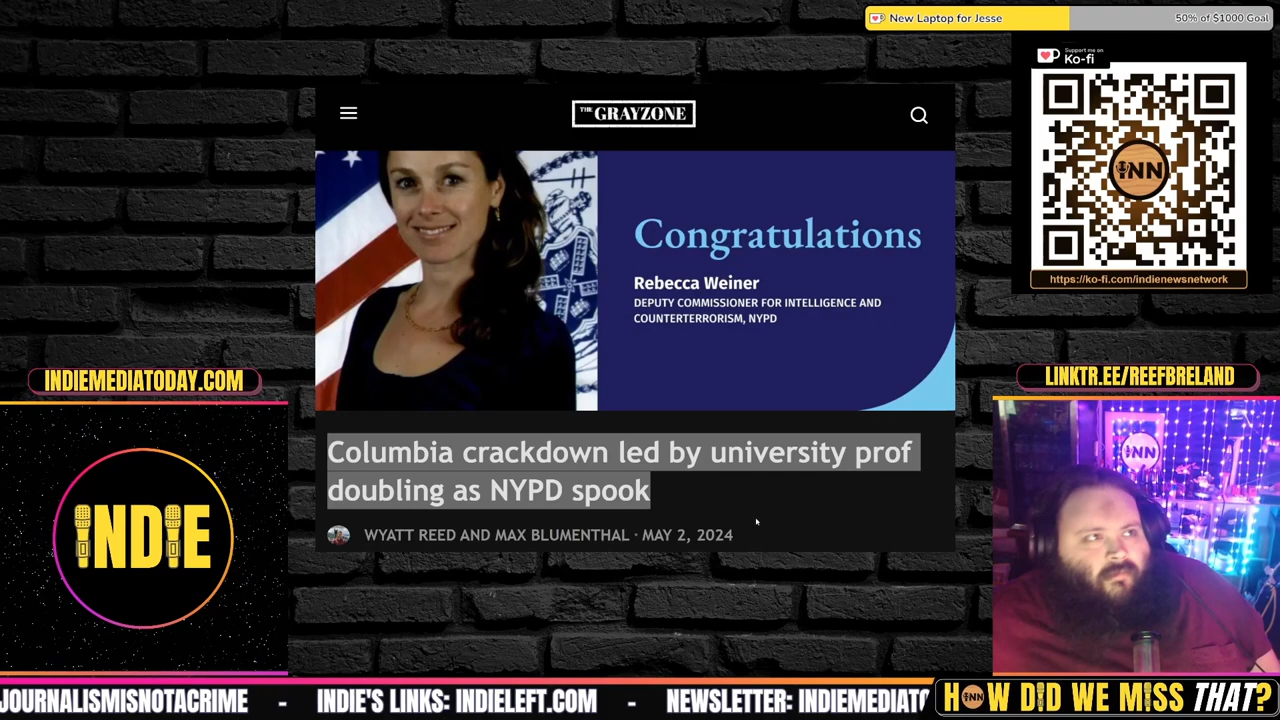 New Laptop for Jesse
50% of $1000 Goal
Support me on
Ko-fi
THE GRAYZONE
Congratulations
Rebecca Weiner
DEPUTY COMMISSIONER FOR INTELLIGENCE AND
COUNTERTERRORISM, NYPD
INN
https://ko-fi.com/indienewsnetwork
INDIEMEDIATODAY.COM
LINKTR.EE/REEFBRELAND
Columbia crackdown led by university prof
doubling as NYPD spook
WYATT REED AND MAX BLUMENTHAL · MAY 2, 2024
INDIE
INN
JOURNALISMISNOTACRIME - INDIE'S LINKS: INDIELEFT.COM - NEWSLETTER: INDIEMEDIATO
HOW DID WE MISS THAT?